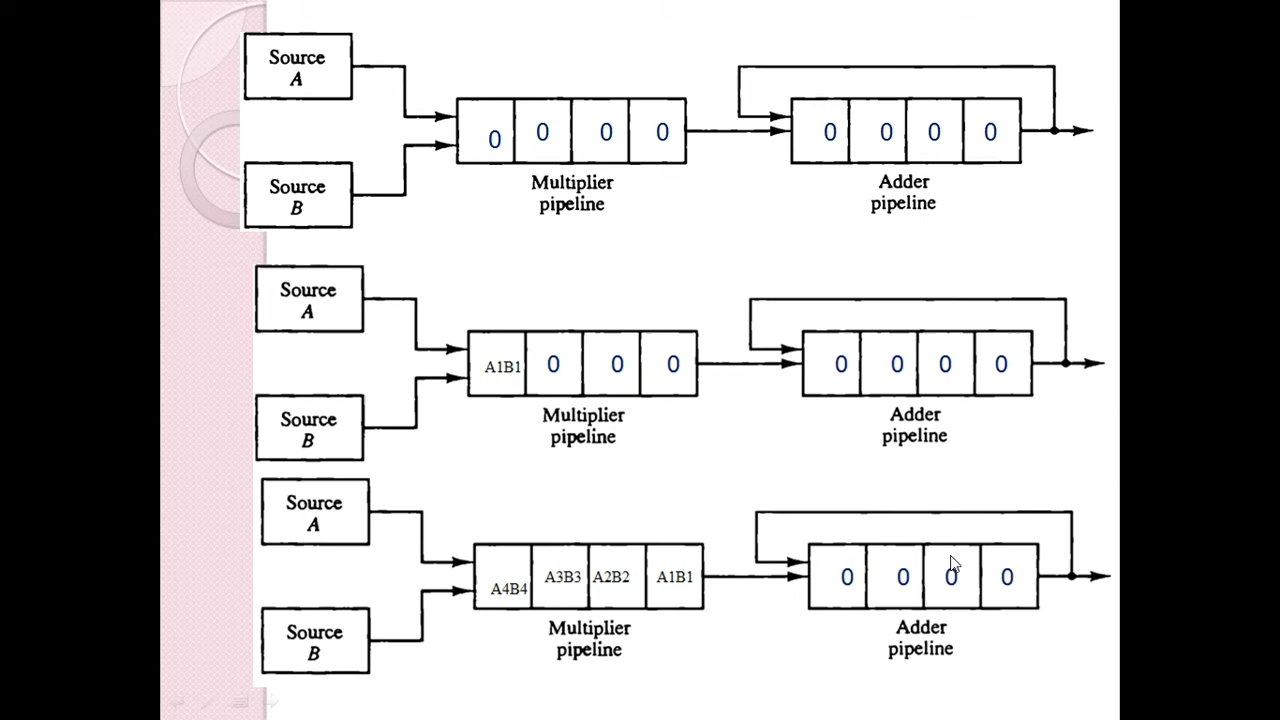 Source
A
0 0 0 0
0 0 0 0
Source
B
Multiplier
pipeline
Adder
pipeline
Source
A
A1B1 0 0 0
0 0 0 0
Source
B
Multiplier
pipeline
Adder
pipeline
Source
A
A4B4 A3B3 A2B2 A1B1
0 0 0 0
Source
B
Multiplier
pipeline
Adder
pipeline